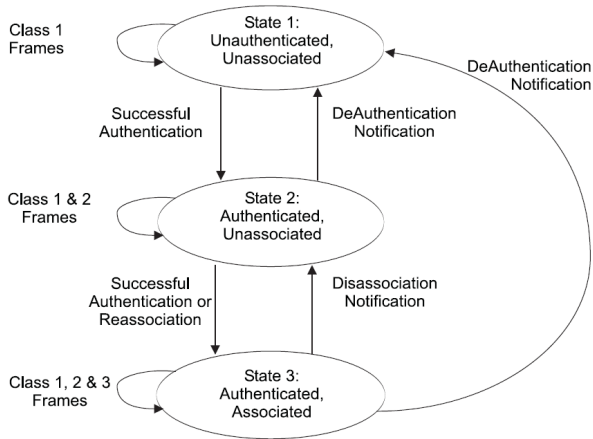 Class 1
Frames
State 1:
Unauthenticated,
Unassociated
DeAuthentication
Notification
Successful
Authentication
DeAuthentication
Notification
Class 1 & 2
Frames
State 2:
Authenticated,
Unassociated
Successful
Authentication or
Reassociation
Disassociation
Notification
Class 1, 2 & 3
Frames
State 3:
Authenticated,
Associated